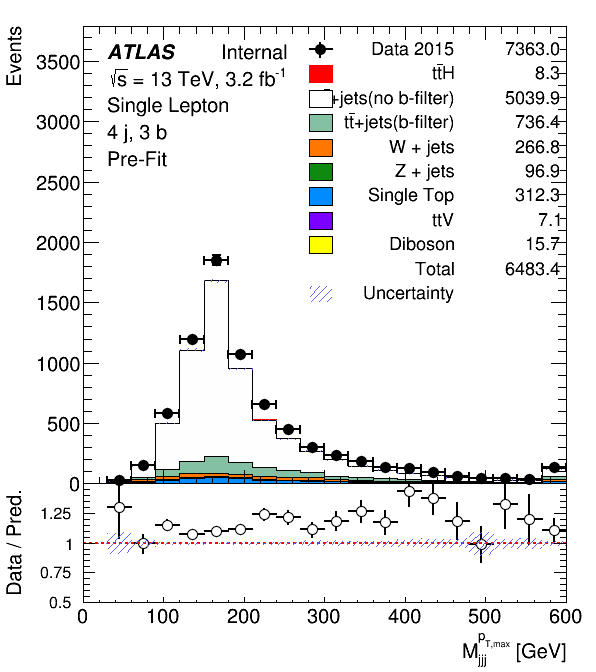 Events
3500
3000
2500
2000
1500
1000
500
0
ATLAS Internal
√s = 13 TeV, 3.2 fb⁻¹
Single Lepton
4 j, 3 b
Pre-Fit
Data 2015 7363.0
tt̄H 8.3
+jets(no b-filter) 5039.9
tt̄+jets(b-filter) 736.4
W + jets 266.8
Z + jets 96.9
Single Top 312.3
ttV 7.1
Diboson 15.7
Total 6483.4
Uncertainty
Data / Pred.
1.25
1
0.75
0.5
0 100 200 300 400 500 600
M_jjj^{p_T,max} [GeV]